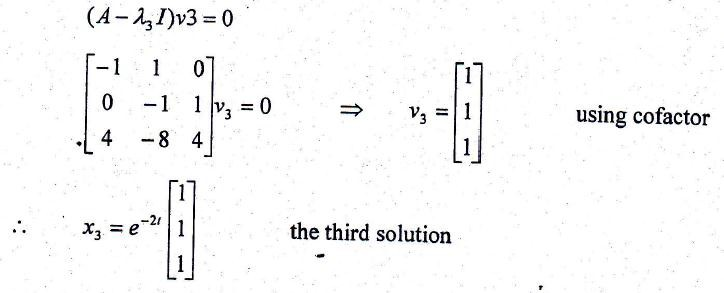 (A − λ₃I)v3 = 0
[−1 1 0; 0 −1 1; 4 −8 4] v₃ = 0 ⇒ v₃ = [1; 1; 1] using cofactor
∴ x₃ = e^{−2t} [1; 1; 1] the third solution